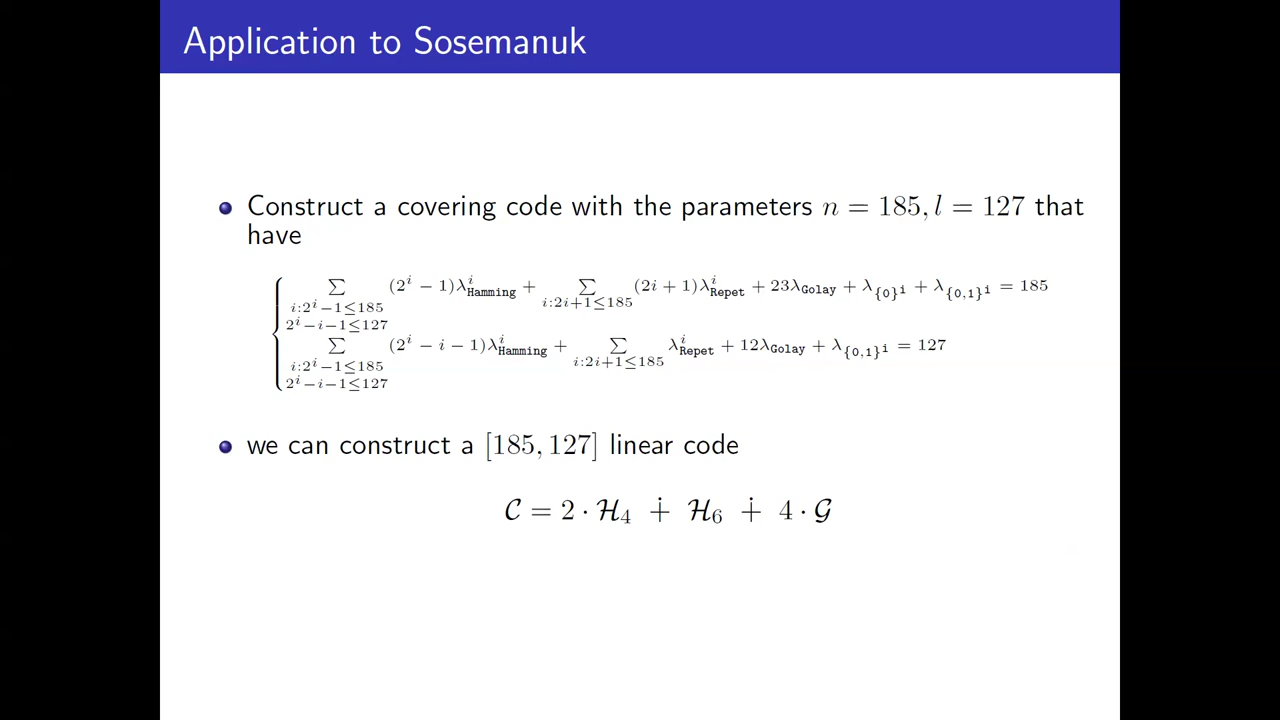 Application to Sosemanuk
Construct a covering code with the parameters n = 185, l = 127 that
have
∑_{i:2^i−1≤185, 2^i−i−1≤127} (2^i − 1)λ^i_Hamming + ∑_{i:2i+1≤185} (2i + 1)λ^i_Repet + 23λ_Golay + λ_{{0}^i} + λ_{{0,1}^i} = 185
∑_{i:2^i−1≤185, 2^i−i−1≤127} (2^i − i − 1)λ^i_Hamming + ∑_{i:2i+1≤185} λ^i_Repet + 12λ_Golay + λ_{{0,1}^i} = 127
we can construct a [185, 127] linear code
𝒞 = 2 · ℋ₄ ∔ ℋ₆ ∔ 4 · 𝒢